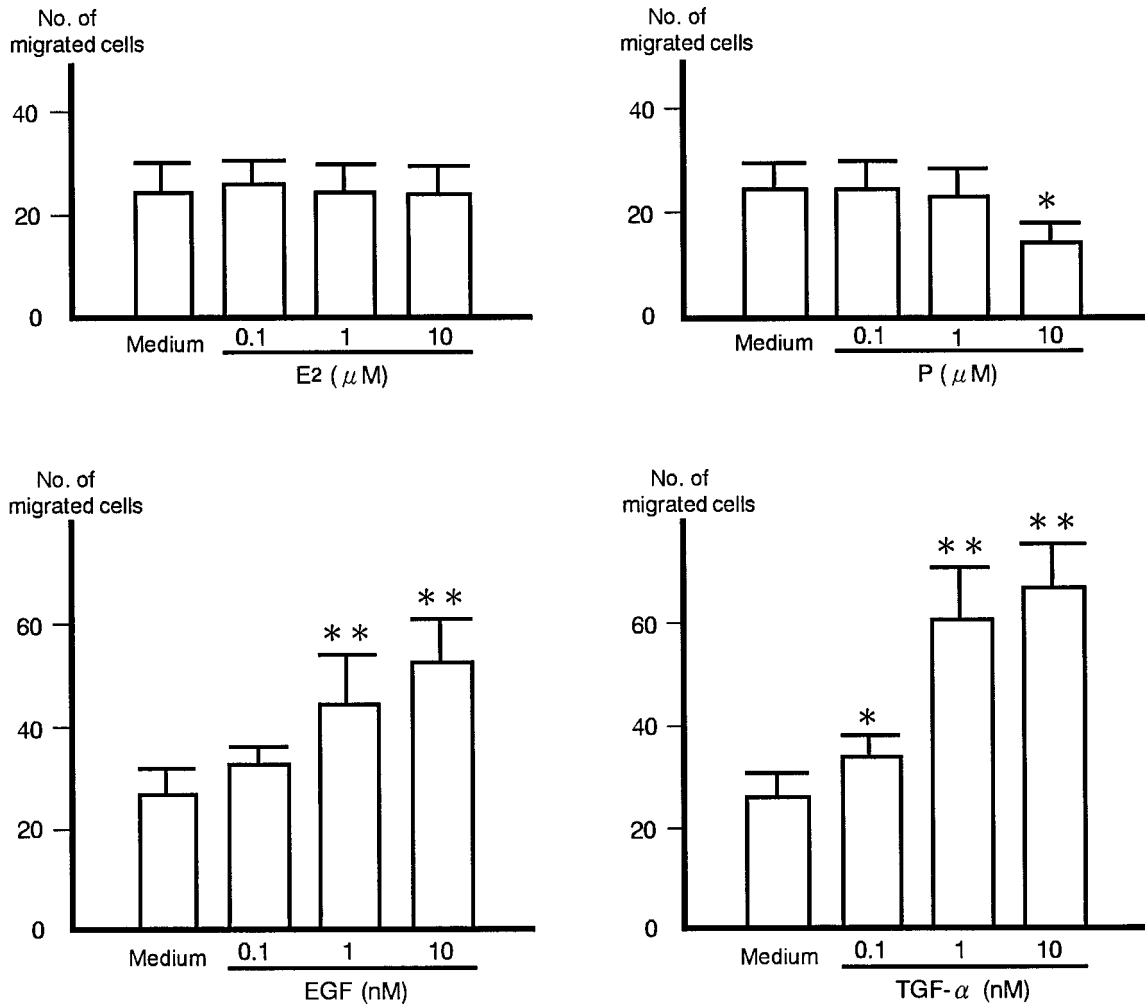 No. of
migrated cells
40
20
0
Medium 0.1 1 10
E2 (μM)
No. of
migrated cells
40
20
0
*
Medium 0.1 1 10
P (μM)
No. of
migrated cells
60
40
20
0
** **
Medium 0.1 1 10
EGF (nM)
No. of
migrated cells
60
40
20
0
* ** **
Medium 0.1 1 10
TGF-α (nM)